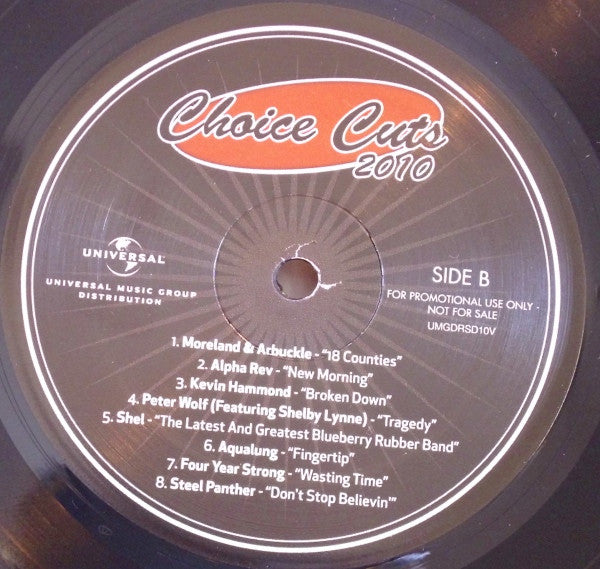 Choice Cuts
2010
UNIVERSAL
UNIVERSAL MUSIC GROUP
DISTRIBUTION
SIDE B
FOR PROMOTIONAL USE ONLY -
NOT FOR SALE
UMGDRSD10V
1. Moreland & Arbuckle - "18 Counties"
2. Alpha Rev - "New Morning"
3. Kevin Hammond - "Broken Down"
4. Peter Wolf (Featuring Shelby Lynne) - "Tragedy"
5. Shel - "The Latest And Greatest Blueberry Rubber Band"
6. Aqualung - "Fingertip"
7. Four Year Strong - "Wasting Time"
8. Steel Panther - "Don't Stop Believin'"